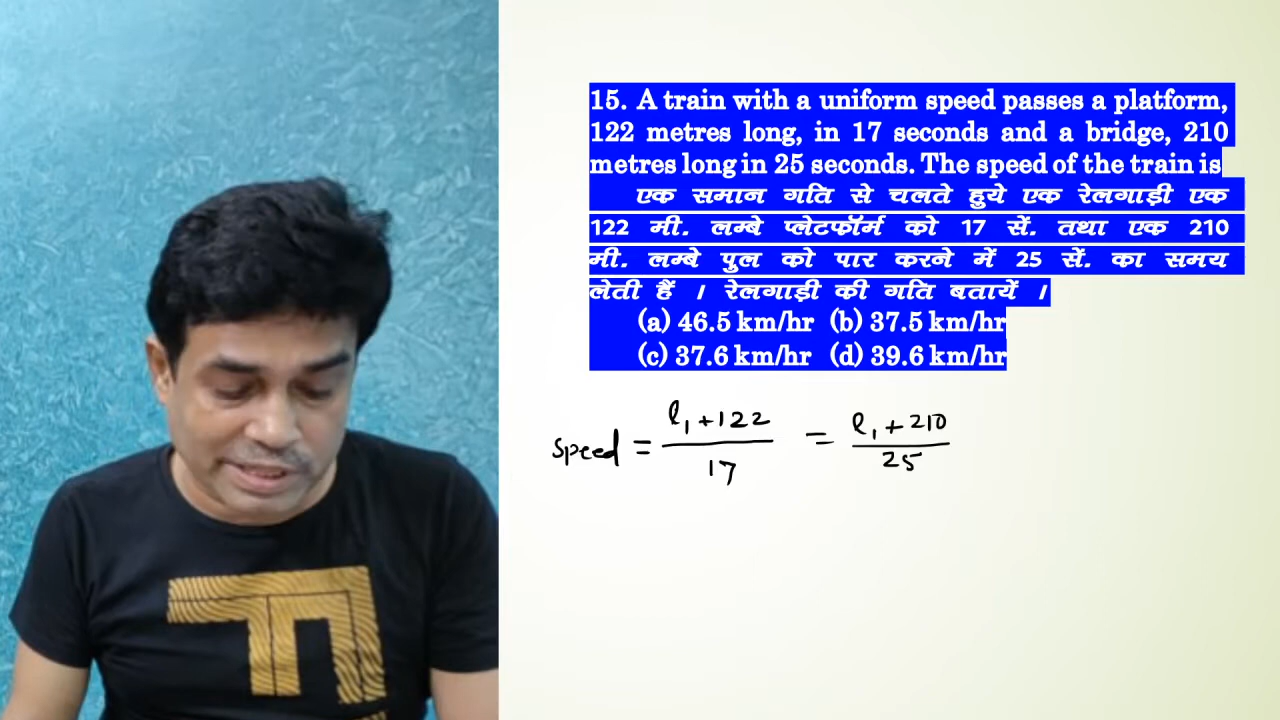 15. A train with a uniform speed passes a platform,
122 metres long, in 17 seconds and a bridge, 210
metres long in 25 seconds. The speed of the train is
एक समान गति से चलते हुये एक रेलगाड़ी एक
122 मी. लम्बे प्लेटफॉर्म को 17 सें. तथा एक 210
मी. लम्बे पुल को पार करने में 25 सें. का समय
लेती हैं । रेलगाड़ी की गति बतायें ।
(a) 46.5 km/hr (b) 37.5 km/hr
(c) 37.6 km/hr (d) 39.6 km/hr
speed = (l₁ + 122) / 17 = (l₁ + 210) / 25